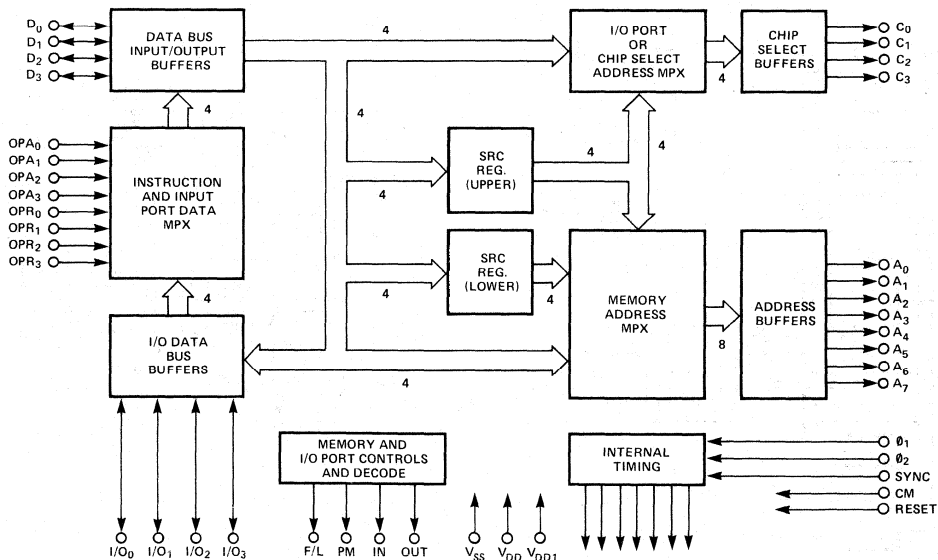 D0
D1
D2
D3
DATA BUS
INPUT/OUTPUT
BUFFERS
4
I/O PORT
OR
CHIP SELECT
ADDRESS MPX
4
CHIP
SELECT
BUFFERS
C0
C1
C2
C3
4
OPA0
OPA1
OPA2
OPA3
OPR0
OPR1
OPR2
OPR3
INSTRUCTION
AND INPUT
PORT DATA
MPX
4
SRC
REG.
(UPPER)
4
4
4
SRC
REG.
(LOWER)
4
MEMORY
ADDRESS
MPX
8
ADDRESS
BUFFERS
A0
A1
A2
A3
A4
A5
A6
A7
4
I/O DATA
BUS
BUFFERS
4
I/O0
I/O1
I/O2
I/O3
MEMORY AND
I/O PORT CONTROLS
AND DECODE
F/L
PM
IN
OUT
VSS
VDD
VDD1
INTERNAL
TIMING
Ø1
Ø2
SYNC
CM
RESET